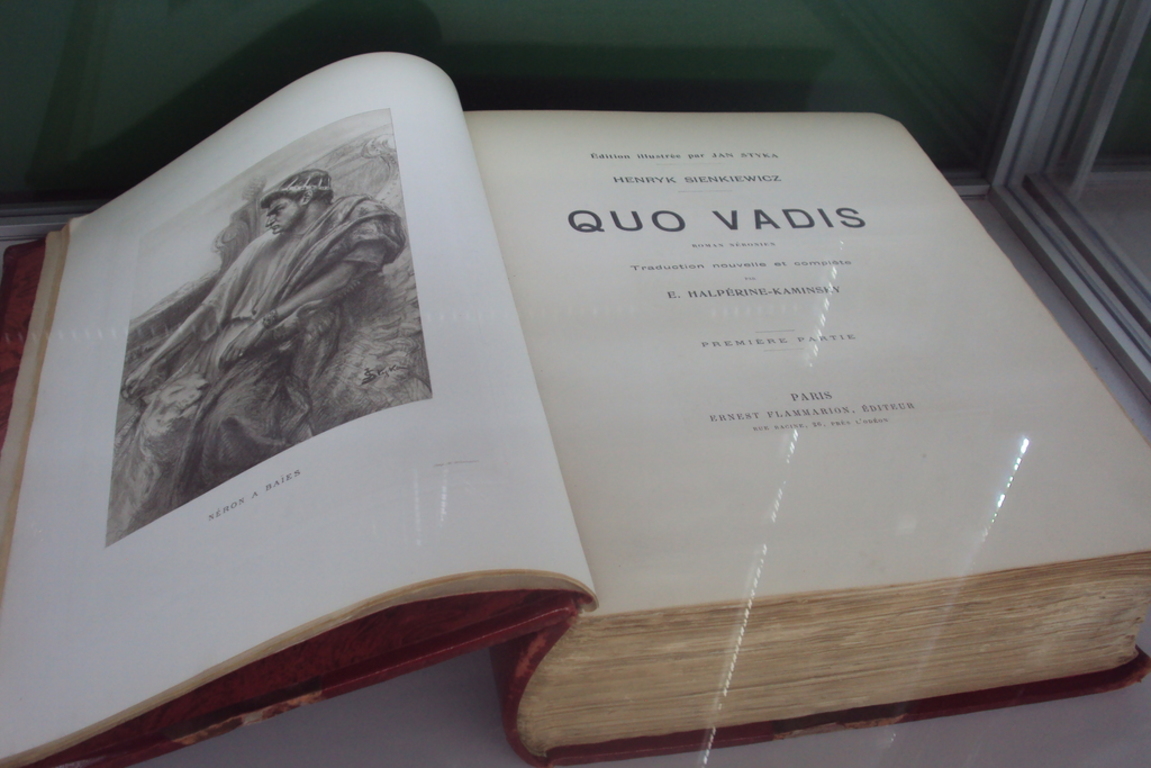 NÉRON A BAÏES
Édition illustrée par JAN STYKA
HENRYK SIENKIEWICZ
QUO VADIS
ROMAN NÉRONIEN
Traduction nouvelle et complète
PAR
E. HALPÉRINE-KAMINSKY
PREMIÈRE PARTIE
PARIS
ERNEST FLAMMARION, ÉDITEUR
RUE RACINE, 26, PRÈS L'ODÉON